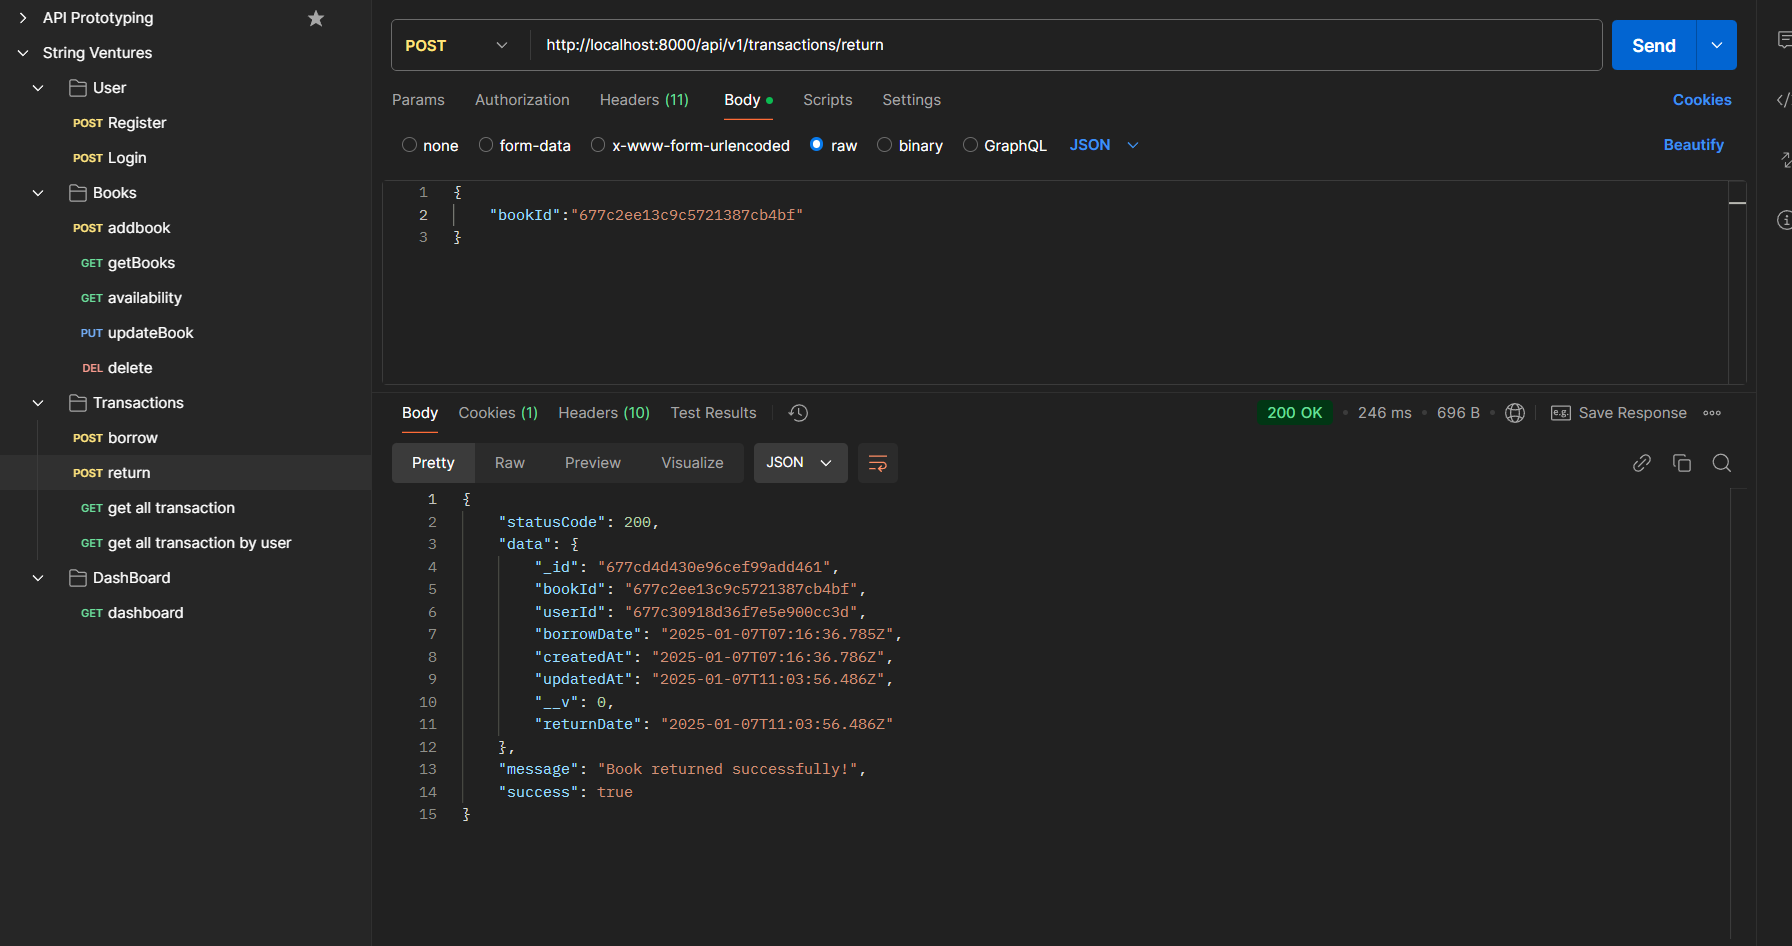 API Prototyping
String Ventures
User
POST Register
POST Login
Books
POST addbook
GET getBooks
GET availability
PUT updateBook
DEL delete
Transactions
POST borrow
POST return
GET get all transaction
GET get all transaction by user
DashBoard
GET dashboard
POST http://localhost:8000/api/v1/transactions/return Send
Params Authorization Headers (11) Body Scripts Settings Cookies
none form-data x-www-form-urlencoded raw binary GraphQL JSON Beautify
1 {
2 "bookId":"677c2ee13c9c5721387cb4bf"
3 }
Body Cookies (1) Headers (10) Test Results 200 OK 246 ms 696 B e.g. Save Response
Pretty Raw Preview Visualize JSON
1 {
2 "statusCode": 200,
3 "data": {
4 "_id": "677cd4d430e96cef99add461",
5 "bookId": "677c2ee13c9c5721387cb4bf",
6 "userId": "677c30918d36f7e5e900cc3d",
7 "borrowDate": "2025-01-07T07:16:36.785Z",
8 "createdAt": "2025-01-07T07:16:36.786Z",
9 "updatedAt": "2025-01-07T11:03:56.486Z",
10 "__v": 0,
11 "returnDate": "2025-01-07T11:03:56.486Z"
12 },
13 "message": "Book returned successfully!",
14 "success": true
15 }